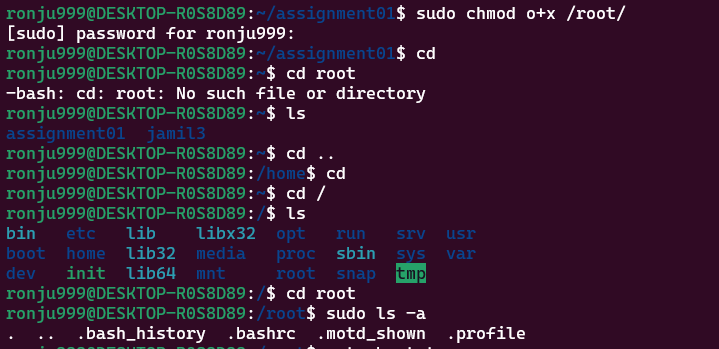 ronju999@DESKTOP-R0S8D89:~/assignment01$ sudo chmod o+x /root/
[sudo] password for ronju999:
ronju999@DESKTOP-R0S8D89:~/assignment01$ cd
ronju999@DESKTOP-R0S8D89:~$ cd root
-bash: cd: root: No such file or directory
ronju999@DESKTOP-R0S8D89:~$ ls
assignment01  jamil3
ronju999@DESKTOP-R0S8D89:~$ cd ..
ronju999@DESKTOP-R0S8D89:/home$ cd
ronju999@DESKTOP-R0S8D89:~$ cd /
ronju999@DESKTOP-R0S8D89:/$ ls
bin   etc   lib    libx32  opt   run   srv  usr
boot  home  lib32  media   proc  sbin  sys  var
dev   init  lib64  mnt     root  snap  tmp
ronju999@DESKTOP-R0S8D89:/$ cd root
ronju999@DESKTOP-R0S8D89:/root$ sudo ls -a
.  ..  .bash_history  .bashrc  .motd_shown  .profile